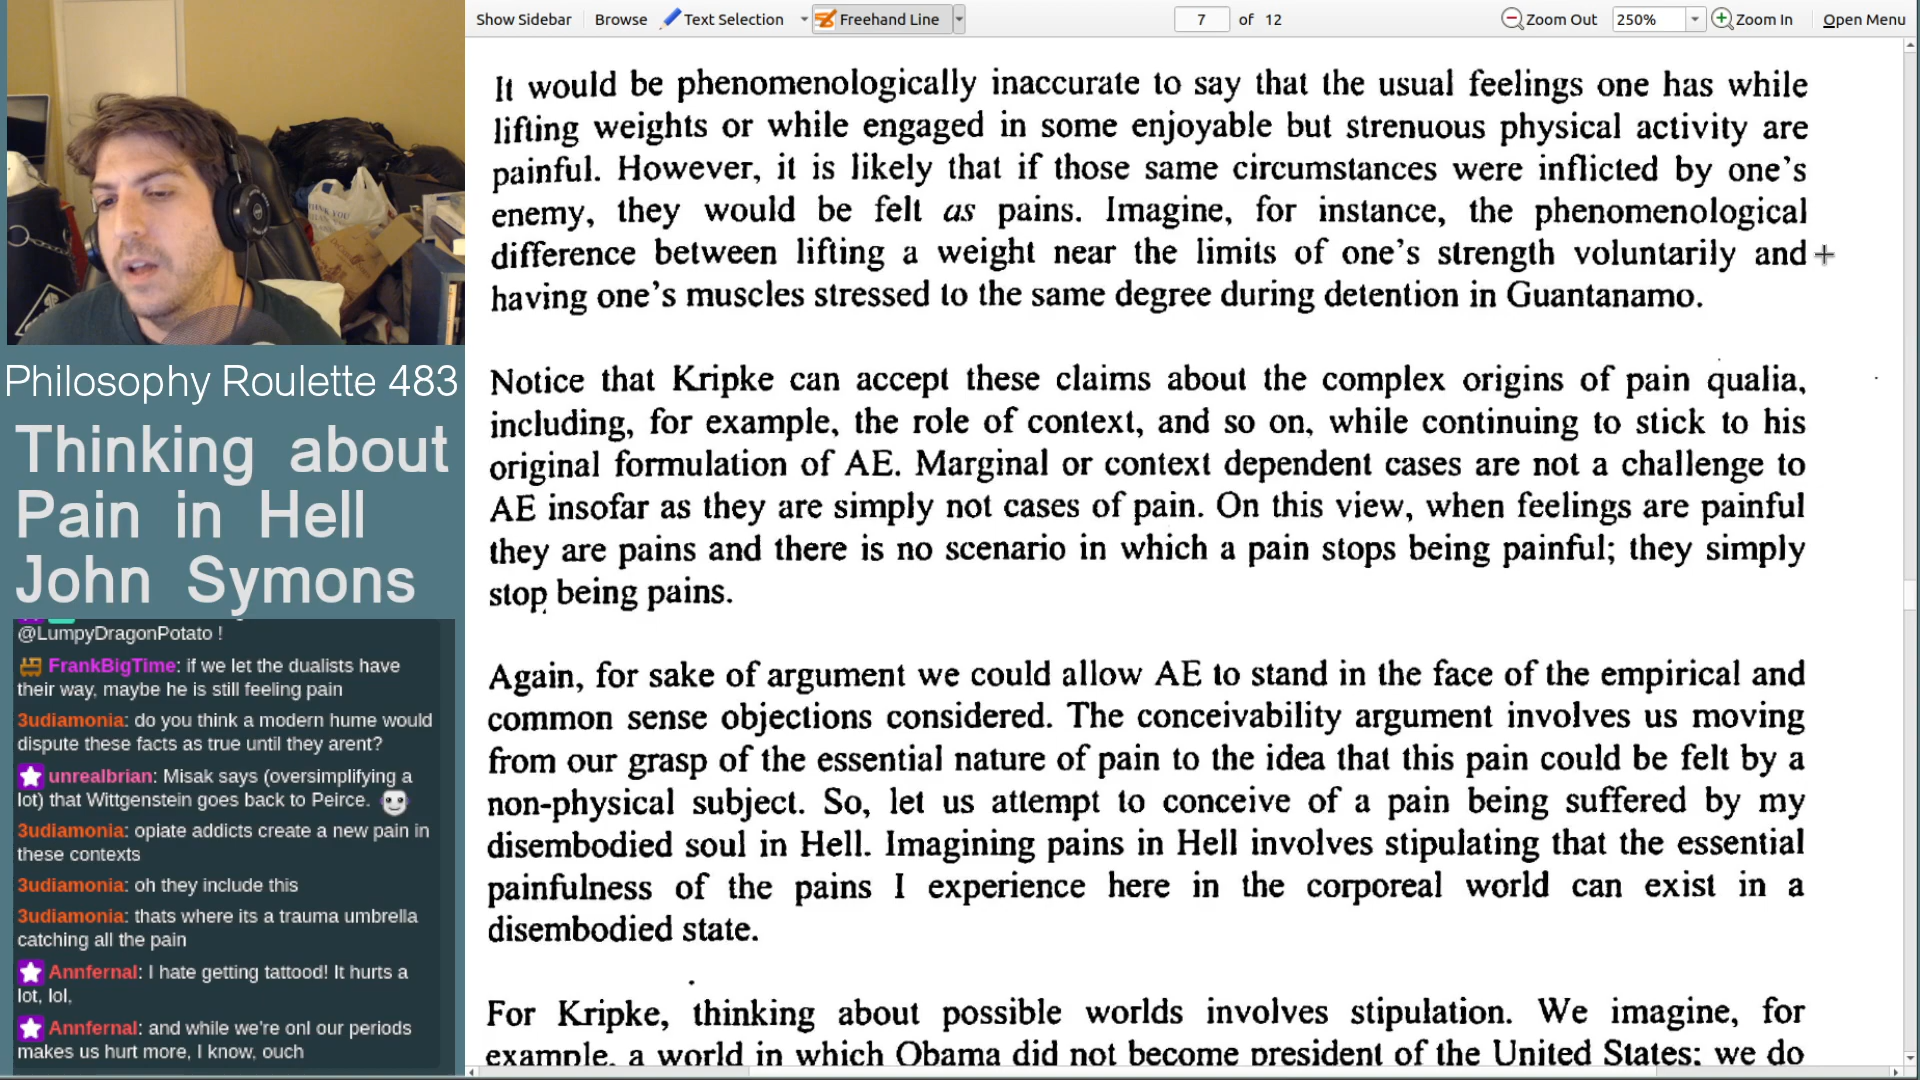 Show Sidebar Browse Text Selection Freehand Line 7 of 12 Zoom Out 250% Zoom In Open Menu
It would be phenomenologically inaccurate to say that the usual feelings one has while
lifting weights or while engaged in some enjoyable but strenuous physical activity are
painful. However, it is likely that if those same circumstances were inflicted by one's
enemy, they would be felt as pains. Imagine, for instance, the phenomenological
difference between lifting a weight near the limits of one's strength voluntarily and
having one's muscles stressed to the same degree during detention in Guantanamo.
Notice that Kripke can accept these claims about the complex origins of pain qualia,
including, for example, the role of context, and so on, while continuing to stick to his
original formulation of AE. Marginal or context dependent cases are not a challenge to
AE insofar as they are simply not cases of pain. On this view, when feelings are painful
they are pains and there is no scenario in which a pain stops being painful; they simply
stop being pains.
Again, for sake of argument we could allow AE to stand in the face of the empirical and
common sense objections considered. The conceivability argument involves us moving
from our grasp of the essential nature of pain to the idea that this pain could be felt by a
non-physical subject. So, let us attempt to conceive of a pain being suffered by my
disembodied soul in Hell. Imagining pains in Hell involves stipulating that the essential
painfulness of the pains I experience here in the corporeal world can exist in a
disembodied state.
For Kripke, thinking about possible worlds involves stipulation. We imagine, for
example, a world in which Obama did not become president of the United States; we do
THANK YOU
Philosophy Roulette 483
Thinking about
Pain in Hell
John Symons
@LumpyDragonPotato !
FrankBigTime: if we let the dualists have
their way, maybe he is still feeling pain
3udiamonia: do you think a modern hume would
dispute these facts as true until they arent?
unrealbrian: Misak says (oversimplifying a
lot) that Wittgenstein goes back to Peirce.
3udiamonia: opiate addicts create a new pain in
these contexts
3udiamonia: oh they include this
3udiamonia: thats where its a trauma umbrella
catching all the pain
Annfernal: I hate getting tattood! It hurts a
lot, lol,
Annfernal: and while we're onl our periods
makes us hurt more, I know, ouch